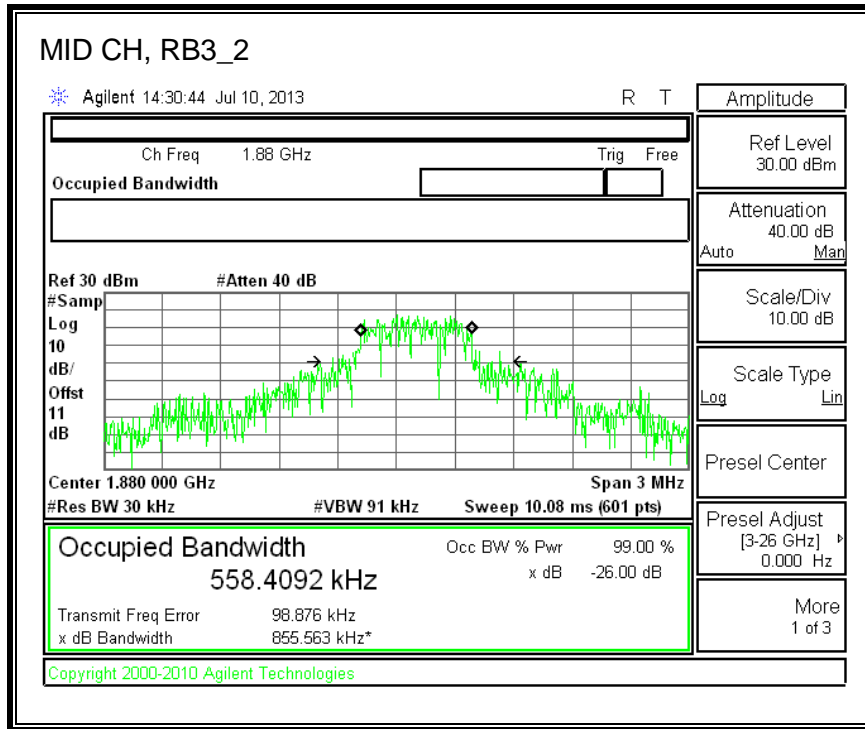 MID CH, RB3_2
Agilent 14:30:44 Jul 10, 2013 R T
Ch Freq 1.88 GHz Trig Free
Occupied Bandwidth
Ref 30 dBm #Atten 40 dB
#Samp
Log
10
dB/
Offst
11
dB
Center 1.880 000 GHz Span 3 MHz
#Res BW 30 kHz #VBW 91 kHz Sweep 10.08 ms (601 pts)
Occupied Bandwidth Occ BW % Pwr 99.00 %
558.4092 kHz x dB -26.00 dB
Transmit Freq Error 98.876 kHz
x dB Bandwidth 855.563 kHz*
Copyright 2000-2010 Agilent Technologies
Amplitude
Ref Level
30.00 dBm
Attenuation
40.00 dB
Auto Man
Scale/Div
10.00 dB
Scale Type
Log Lin
Presel Center
Presel Adjust
[3-26 GHz]
0.000 Hz
More
1 of 3